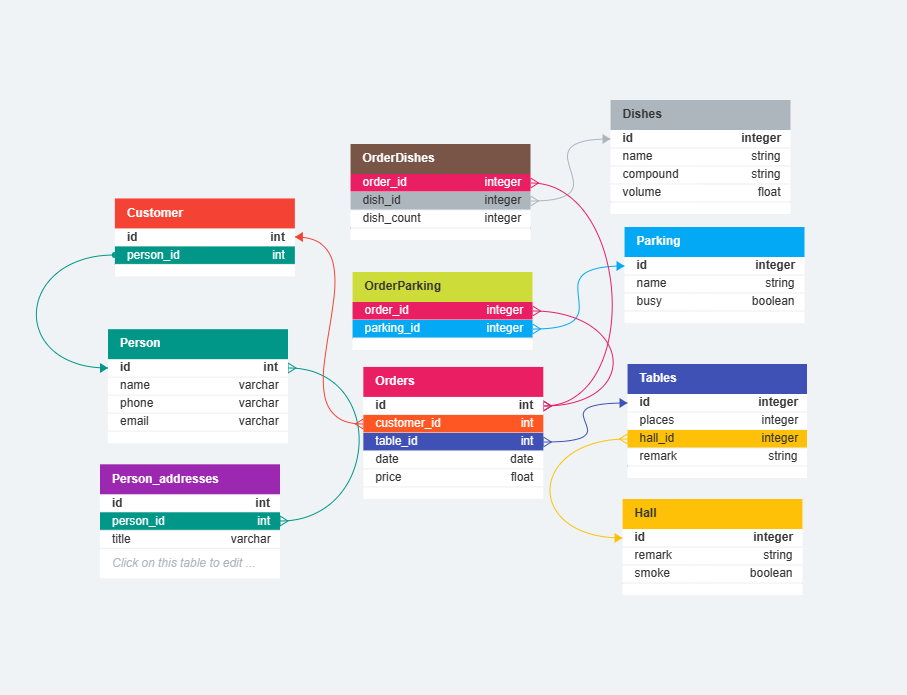 Customer
id int
person_id int
Person
id int
name varchar
phone varchar
email varchar
Person_addresses
id int
person_id int
title varchar
Click on this table to edit ...
OrderDishes
order_id integer
dish_id integer
dish_count integer
OrderParking
order_id integer
parking_id integer
Orders
id int
customer_id int
table_id int
date date
price float
Dishes
id integer
name string
compound string
volume float
Parking
id integer
name string
busy boolean
Tables
id integer
places integer
hall_id integer
remark string
Hall
id integer
remark string
smoke boolean